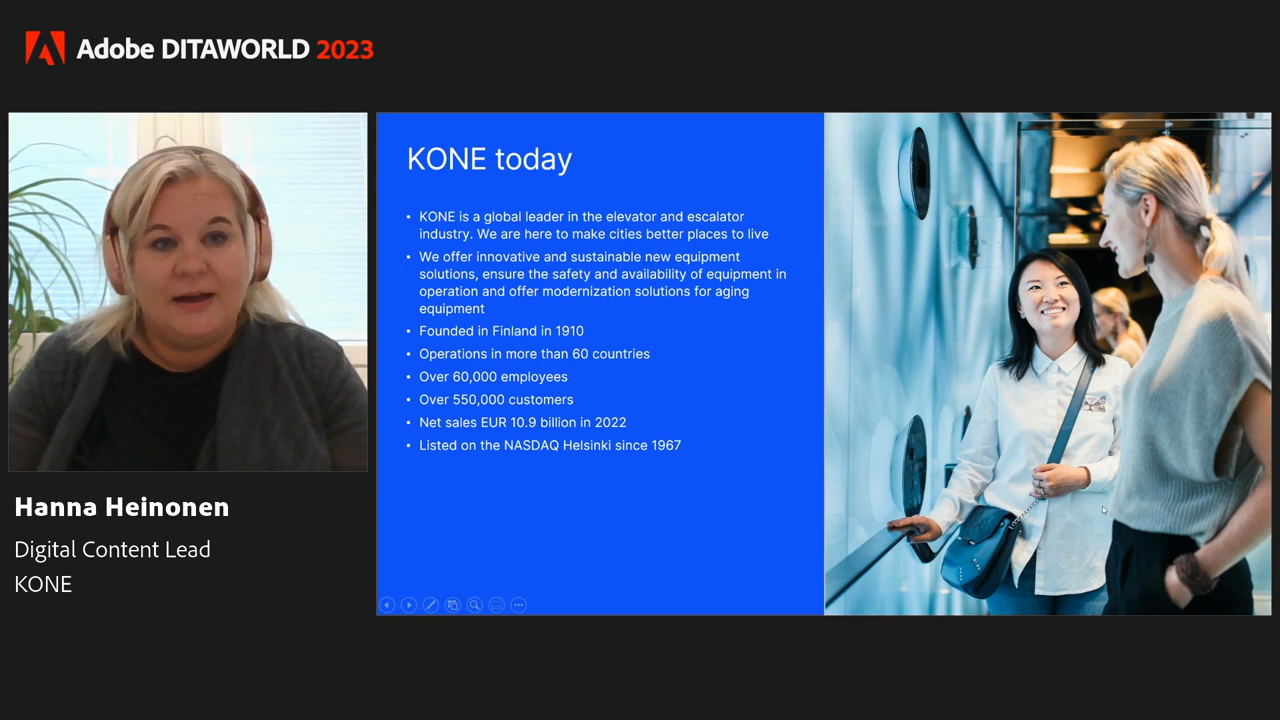 Adobe DITAWORLD 2023
KONE today
• KONE is a global leader in the elevator and escalator
industry. We are here to make cities better places to live
• We offer innovative and sustainable new equipment
solutions, ensure the safety and availability of equipment in
operation and offer modernization solutions for aging
equipment
• Founded in Finland in 1910
• Operations in more than 60 countries
• Over 60,000 employees
• Over 550,000 customers
• Net sales EUR 10.9 billion in 2022
• Listed on the NASDAQ Helsinki since 1967
Hanna Heinonen
Digital Content Lead
KONE